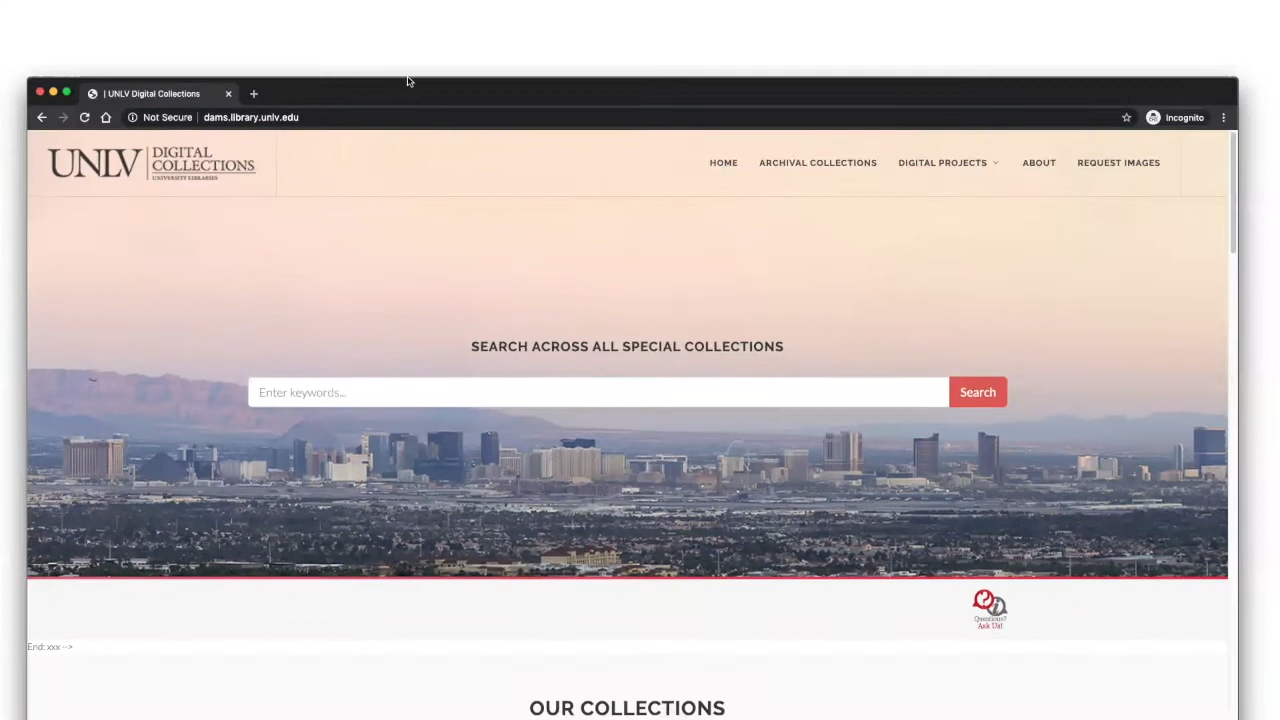 | UNLV Digital Collections
Not Secure | dams.library.unlv.edu
Incognito
UNLV DIGITAL COLLECTIONS
UNIVERSITY LIBRARIES
HOME ARCHIVAL COLLECTIONS DIGITAL PROJECTS ABOUT REQUEST IMAGES
SEARCH ACROSS ALL SPECIAL COLLECTIONS
Enter keywords... Search
Questions?
Ask Us!
End: xxx -->
OUR COLLECTIONS